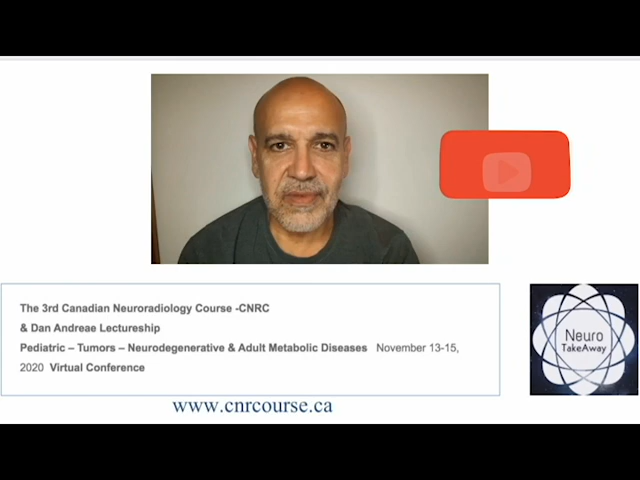 The 3rd Canadian Neuroradiology Course -CNRC
& Dan Andreae Lectureship
Pediatric – Tumors – Neurodegenerative & Adult Metabolic Diseases   November 13-15,
2020  Virtual Conference
Neuro
TakeAway
www.cnrcourse.ca